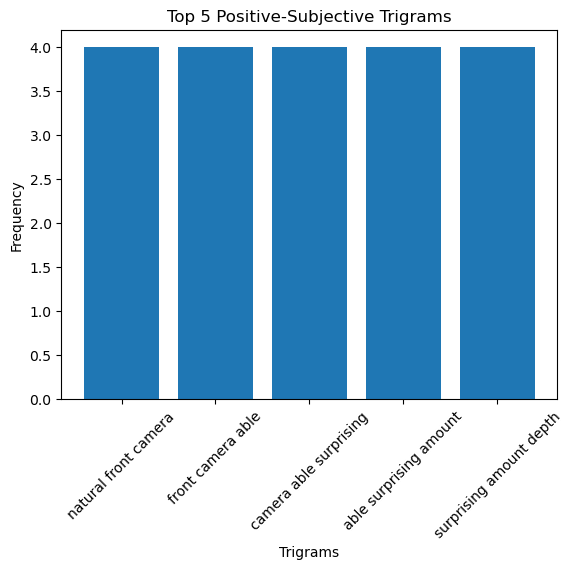 Top 5 Positive-Subjective Trigrams
4.0
3.5
3.0
2.5
2.0
1.5
1.0
0.5
0.0
Frequency
natural front camera
front camera able
camera able surprising
able surprising amount
surprising amount depth
Trigrams